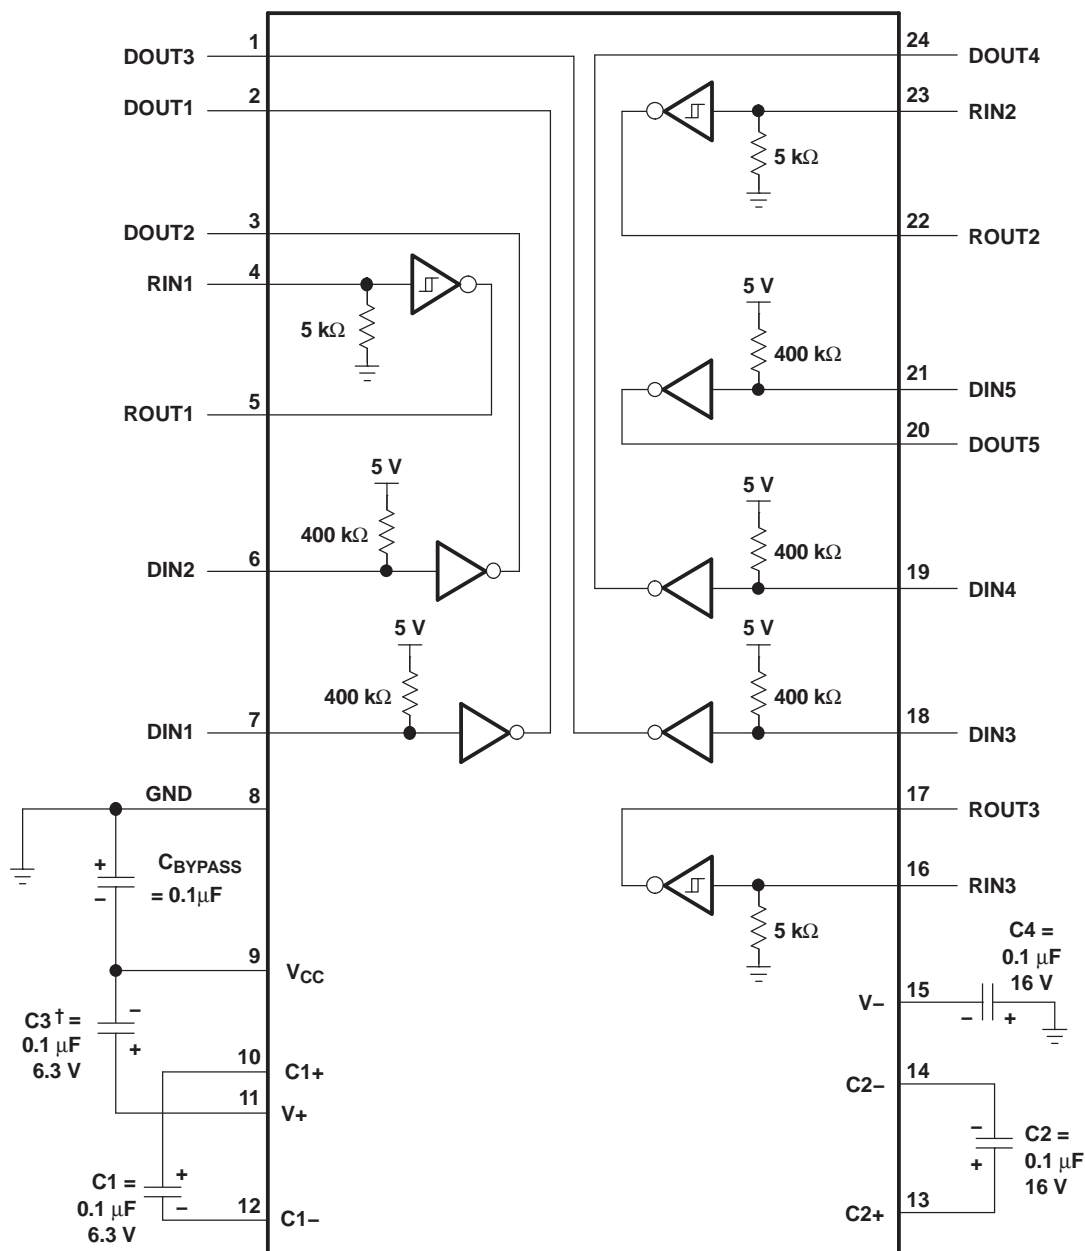 DOUT3 1
DOUT1 2
DOUT2 3
RIN1 4
5 kΩ
ROUT1 5
5 V
400 kΩ
DIN2 6
5 V
400 kΩ
DIN1 7
GND 8
+ CBYPASS
− = 0.1µF
9 VCC
C3† = −
0.1 µF +
6.3 V
10 C1+
11 V+
C1 = +
0.1 µF −
6.3 V
12 C1−
24 DOUT4
23 RIN2
5 kΩ
22 ROUT2
5 V
400 kΩ
21 DIN5
20 DOUT5
5 V
400 kΩ
19 DIN4
5 V
400 kΩ
18 DIN3
17 ROUT3
16 RIN3
5 kΩ
C4 =
0.1 µF
16 V
V− 15
− +
C2− 14
− C2 =
+ 0.1 µF
16 V
C2+ 13